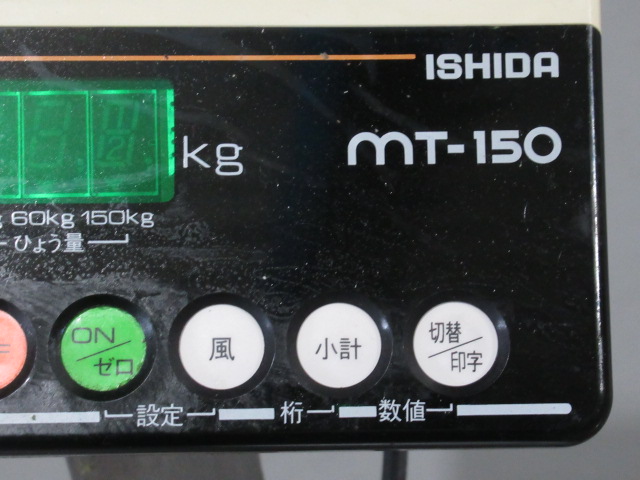 ISHIDA
kg
MT-150
60kg 150kg
ひょう量
ON/ゼロ
風袋
小計
切替/印字
設定
桁
数値